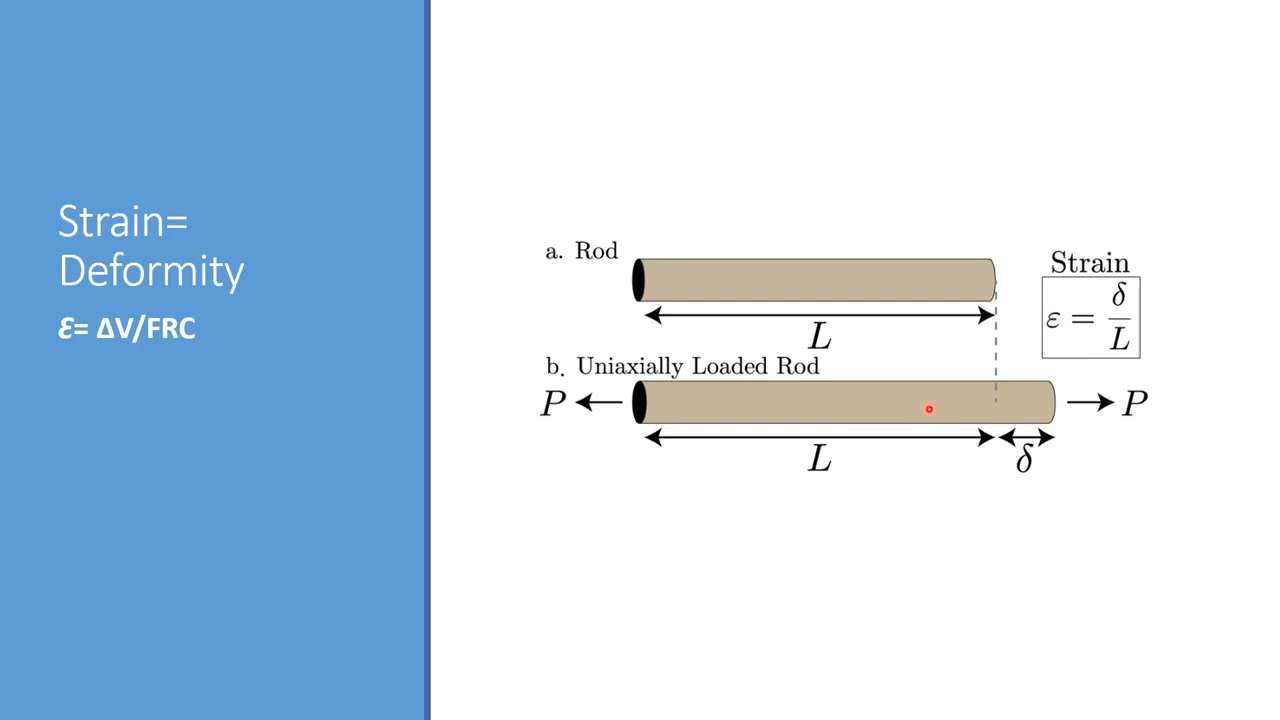 Strain=
Deformity
Ɛ= ΔV/FRC
a. Rod
L
Strain
ε = δ/L
b. Uniaxially Loaded Rod
P
P
L
δ